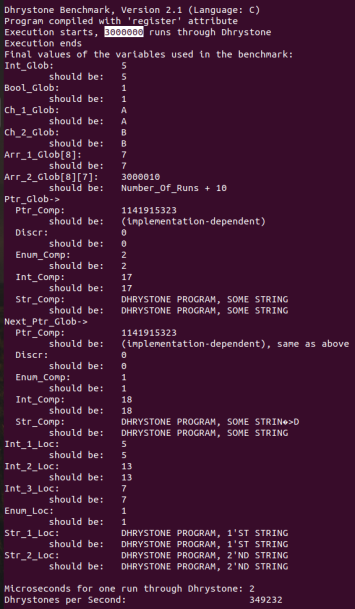 Dhrystone Benchmark, Version 2.1 (Language: C)
Program compiled with 'register' attribute
Execution starts, 3000000 runs through Dhrystone
Execution ends
Final values of the variables used in the benchmark:
Int_Glob: 5
should be: 5
Bool_Glob: 1
should be: 1
Ch_1_Glob: A
should be: A
Ch_2_Glob: B
should be: B
Arr_1_Glob[8]: 7
should be: 7
Arr_2_Glob[8][7]: 3000010
should be: Number_Of_Runs + 10
Ptr_Glob->
Ptr_Comp: 1141915323
should be: (implementation-dependent)
Discr: 0
should be: 0
Enum_Comp: 2
should be: 2
Int_Comp: 17
should be: 17
Str_Comp: DHRYSTONE PROGRAM, SOME STRING
should be: DHRYSTONE PROGRAM, SOME STRING
Next_Ptr_Glob->
Ptr_Comp: 1141915323
should be: (implementation-dependent), same as above
Discr: 0
should be: 0
Enum_Comp: 1
should be: 1
Int_Comp: 18
should be: 18
Str_Comp: DHRYSTONE PROGRAM, SOME STRIN�>D
should be: DHRYSTONE PROGRAM, SOME STRING
Int_1_Loc: 5
should be: 5
Int_2_Loc: 13
should be: 13
Int_3_Loc: 7
should be: 7
Enum_Loc: 1
should be: 1
Str_1_Loc: DHRYSTONE PROGRAM, 1'ST STRING
should be: DHRYSTONE PROGRAM, 1'ST STRING
Str_2_Loc: DHRYSTONE PROGRAM, 2'ND STRING
should be: DHRYSTONE PROGRAM, 2'ND STRING
Microseconds for one run through Dhrystone: 2
Dhrystones per Second: 349232